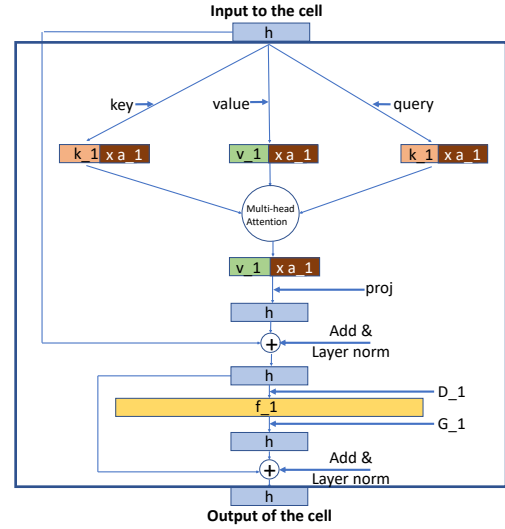 Input to the cell
h
key
value
query
k_1 x a_1
v_1 x a_1
k_1 x a_1
Multi-head
Attention
v_1 x a_1
proj
h
Add &
Layer norm
+
h
D_1
f_1
G_1
h
Add &
Layer norm
+
h
Output of the cell